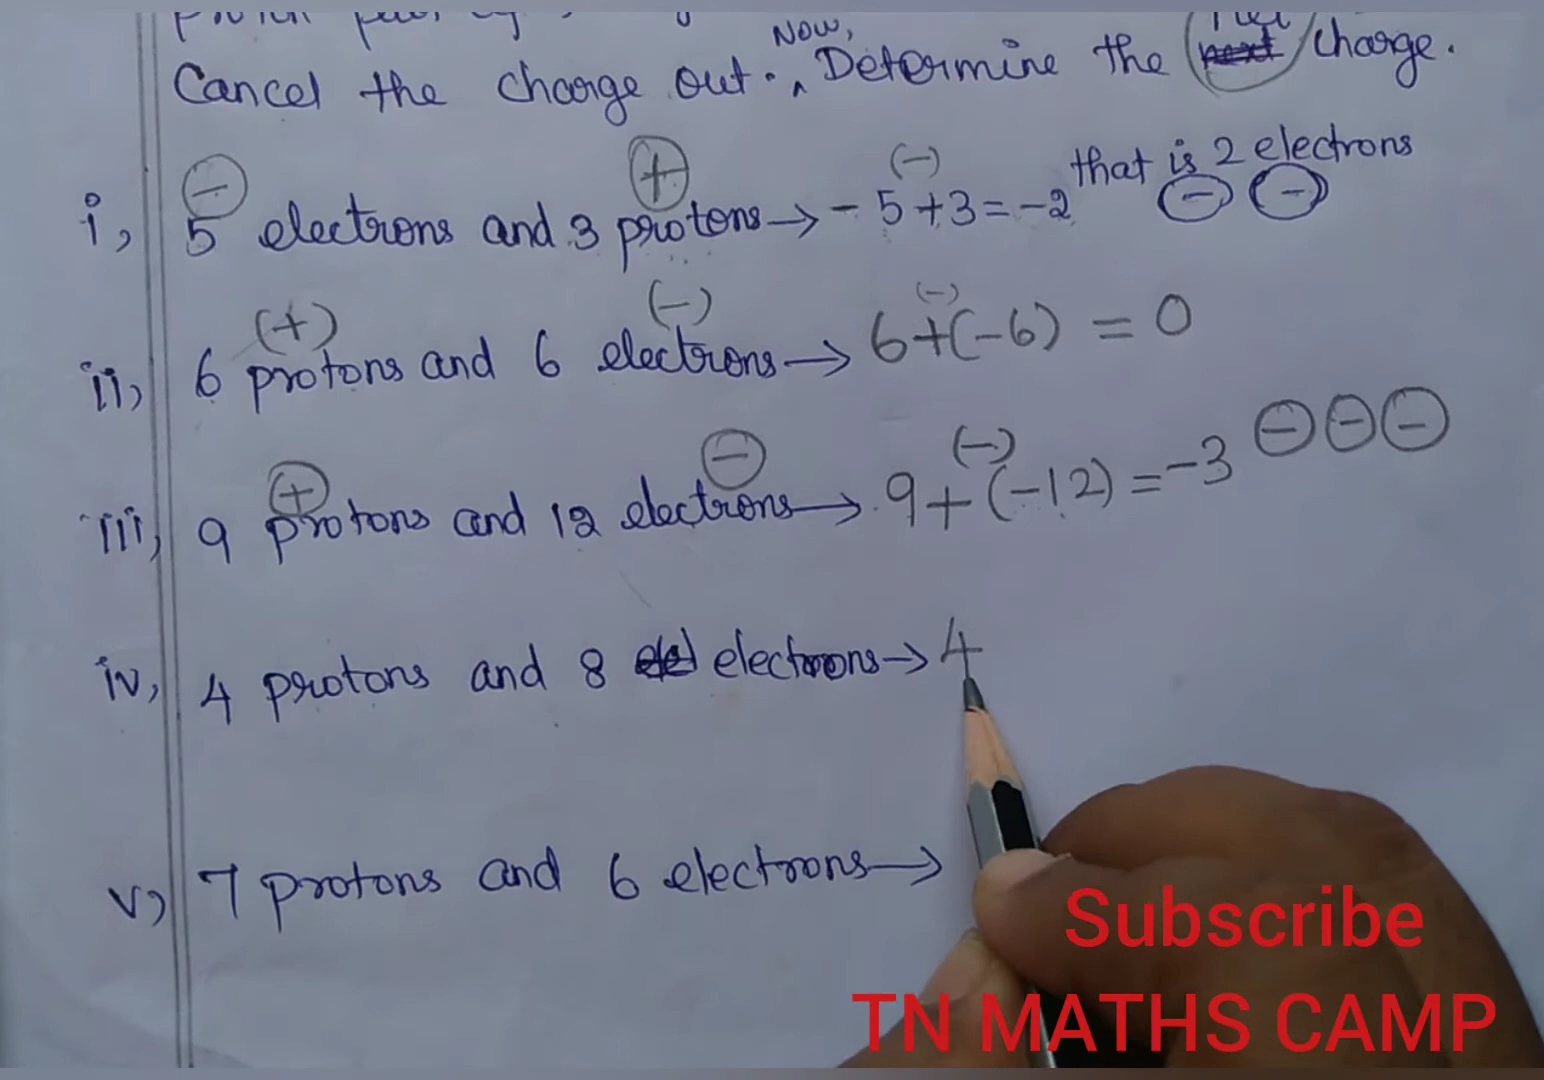 Now,
Cancel the charge out. ‸ Determine the net charge.
(-)
i, 5 electrons and 3 protons → - 5+3=-2 that is 2 electrons
(+) (-) (-)
ii, 6 protons and 6 electrons → 6+(-6) = 0
(-)
iii, 9 protons and 12 electrons → 9+(-12) = -3
iv, 4 protons and 8 electrons → 4
v, 7 protons and 6 electrons →
Subscribe
TN MATHS CAMP